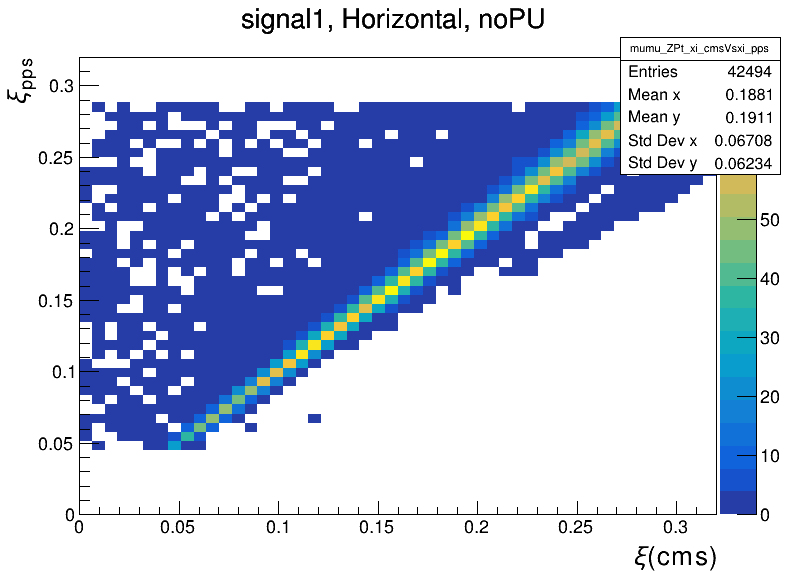 signal1, Horizontal, noPU
mumu_ZPt_xi_cmsVsxi_pps
Entries 42494
Mean x 0.1881
Mean y 0.1911
Std Dev x 0.06708
Std Dev y 0.06234
ξpps
0.3
0.25
0.2
0.15
0.1
0.05
0
0 0.05 0.1 0.15 0.2 0.25 0.3
ξ(cms)
50
40
30
20
10
0